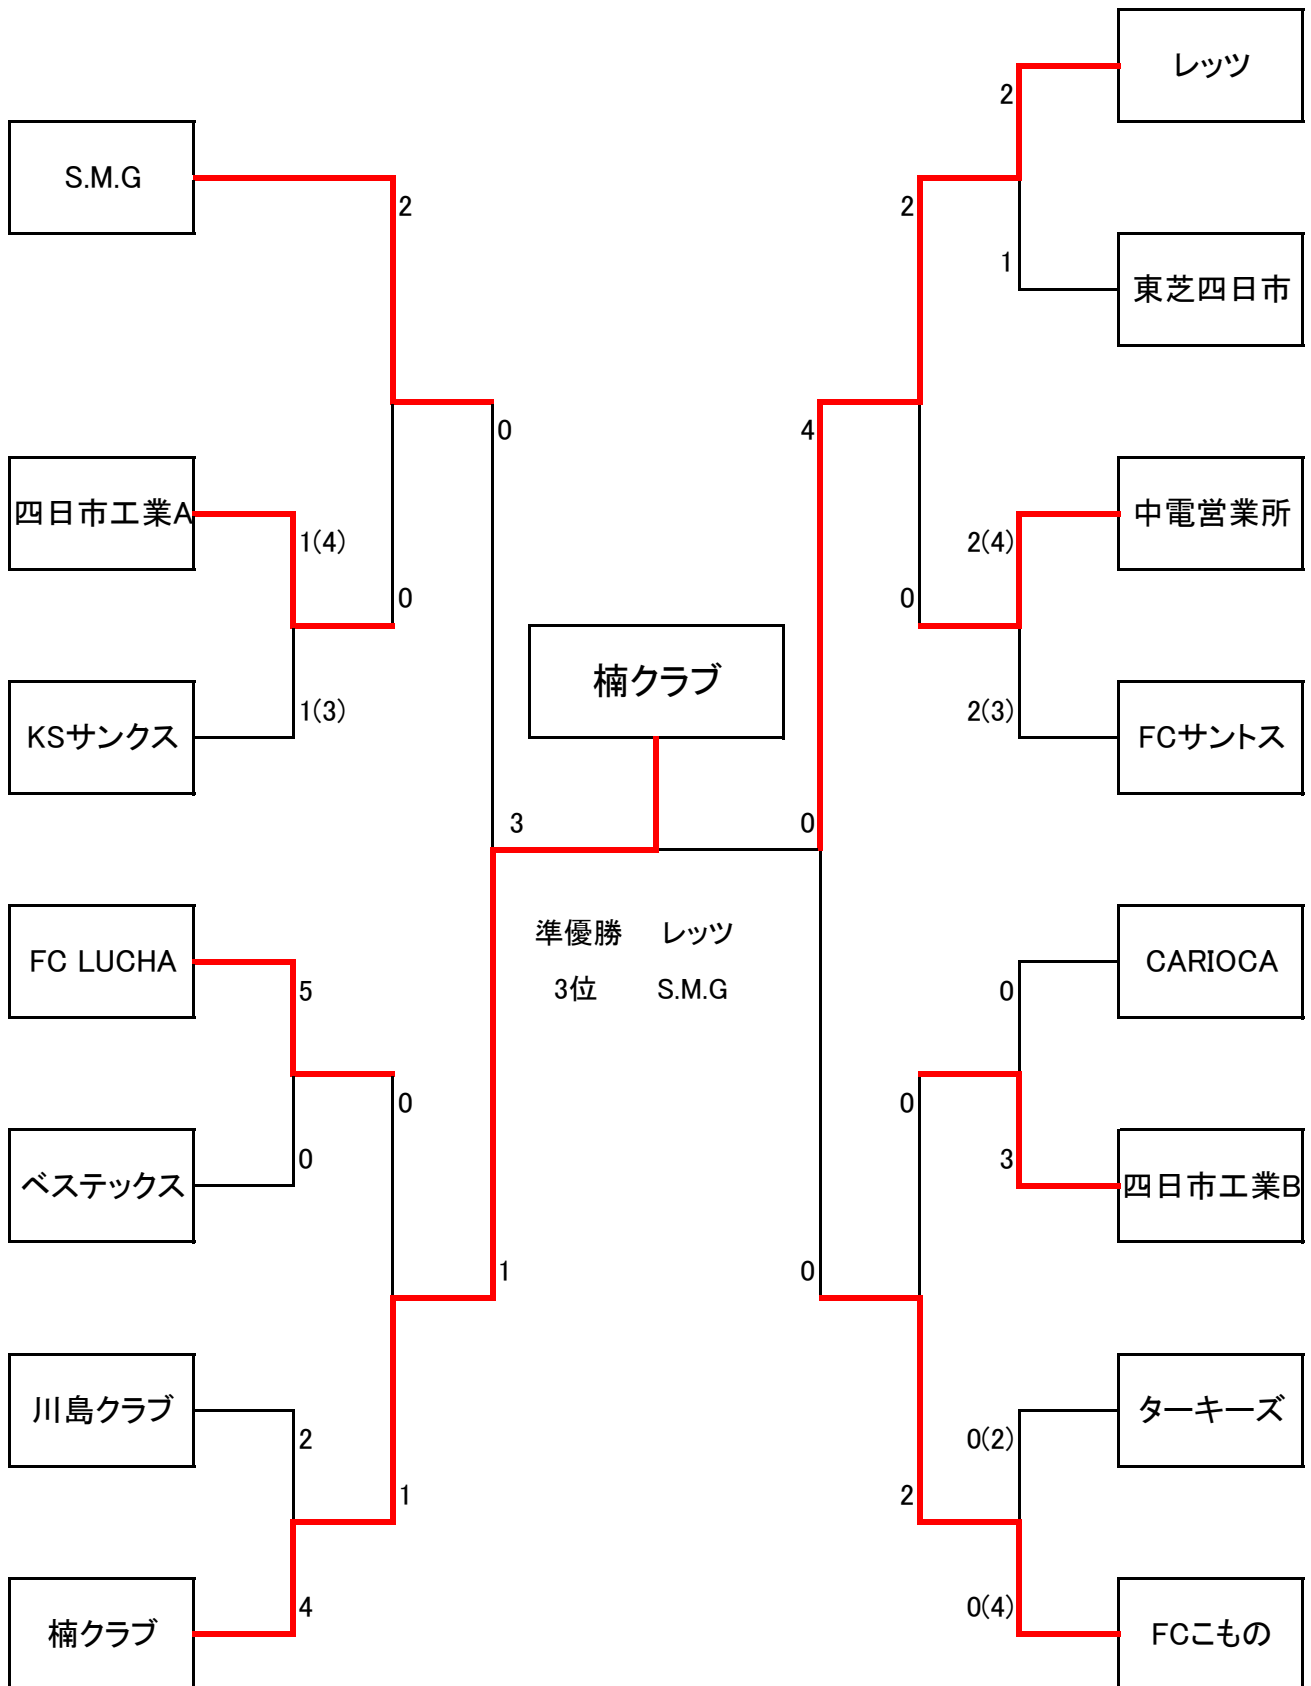 レッツ
2
S.M.G
2
2
1
東芝四日市
0
4
四日市工業A
1(4)
2(4)
中電営業所
0
0
楠クラブ
KSサンクス
1(3)
2(3)
FCサントス
3
0
準優勝 レッツ
3位 S.M.G
FC LUCHA
5
0
CARIOCA
0
0
ベステックス
0
3
四日市工業B
1
0
川島クラブ
2
0(2)
ターキーズ
1
2
楠クラブ
4
0(4)
FCこもの